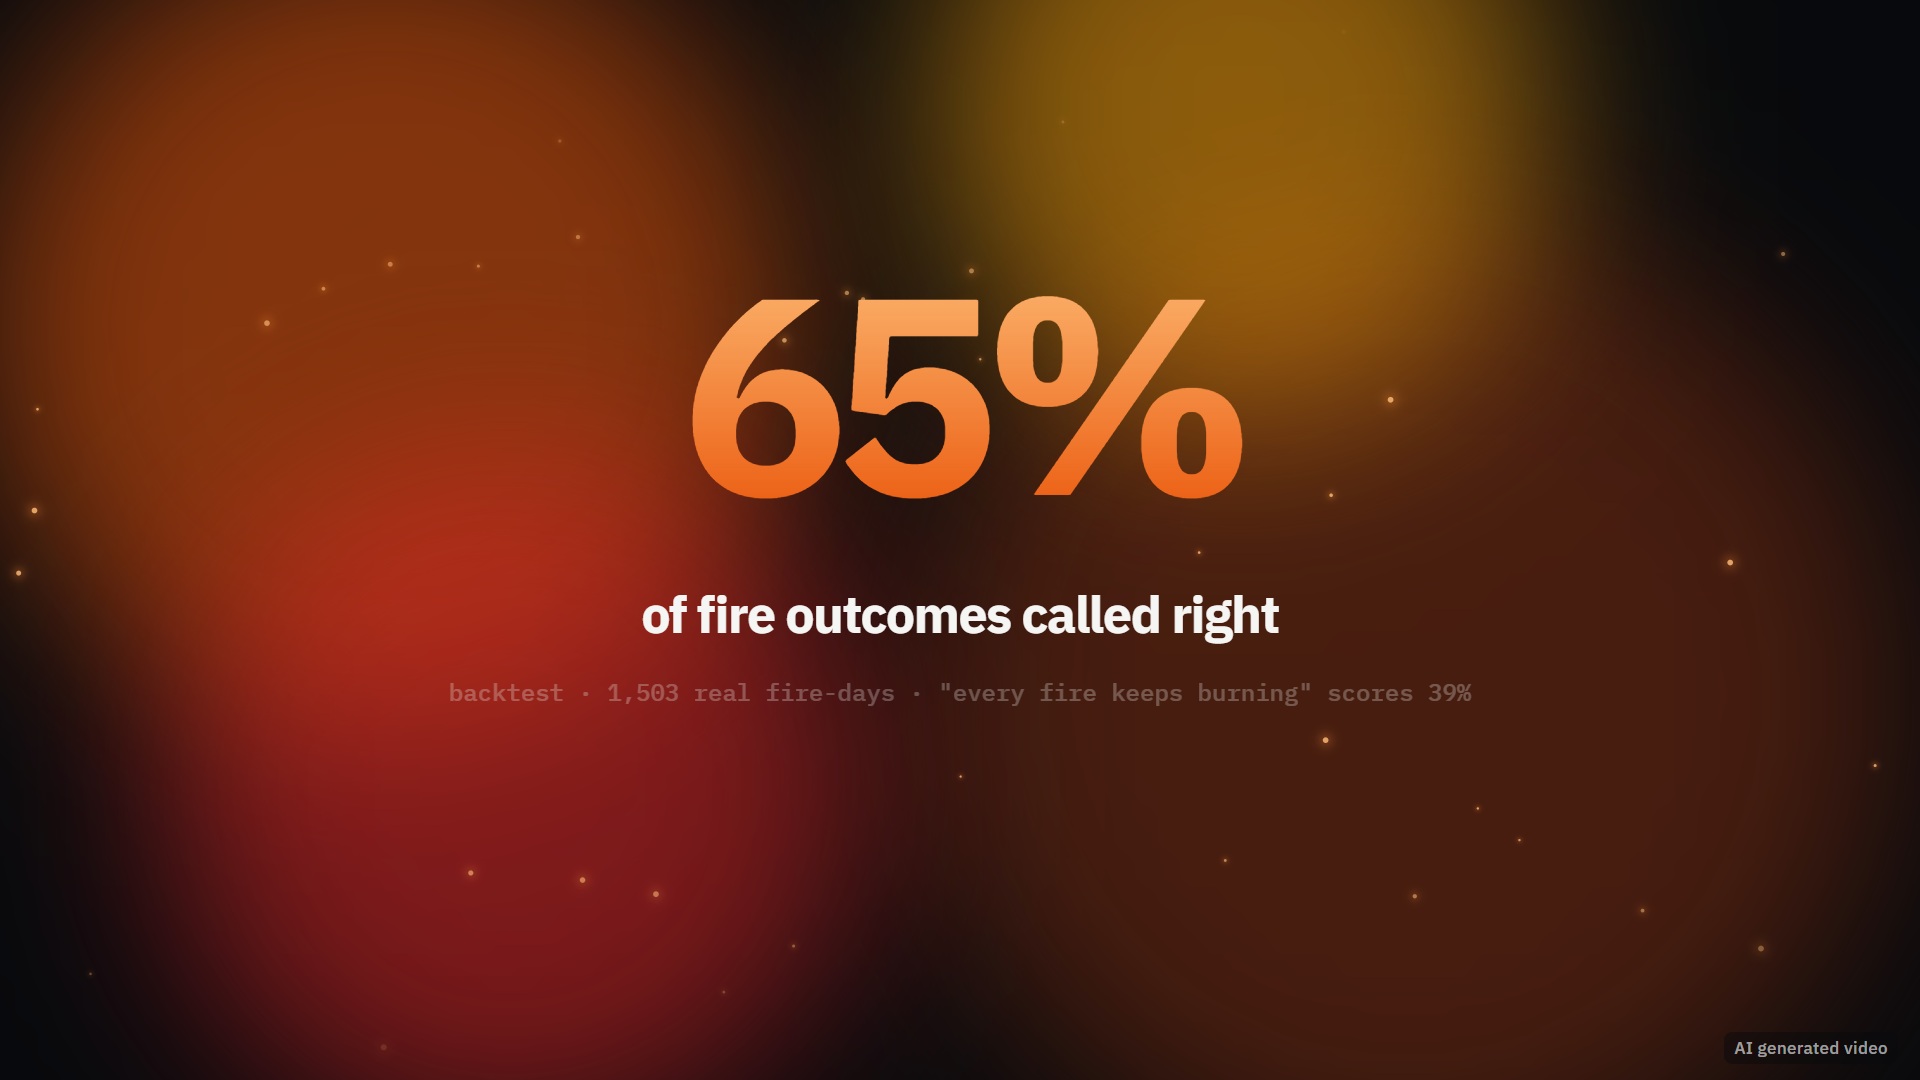 65%
of fire outcomes called right
backtest · 1,503 real fire-days · "every fire keeps burning" scores 39%
AI generated video